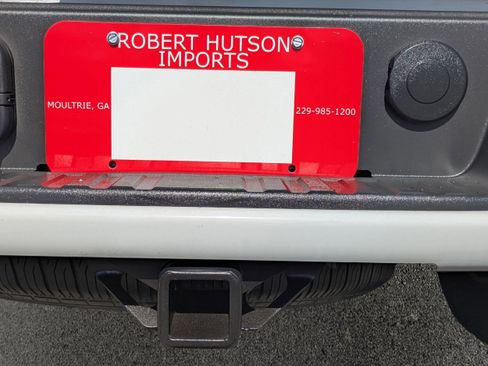 ROBERT HUTSON
IMPORTS
MOULTRIE, GA
229-985-1200